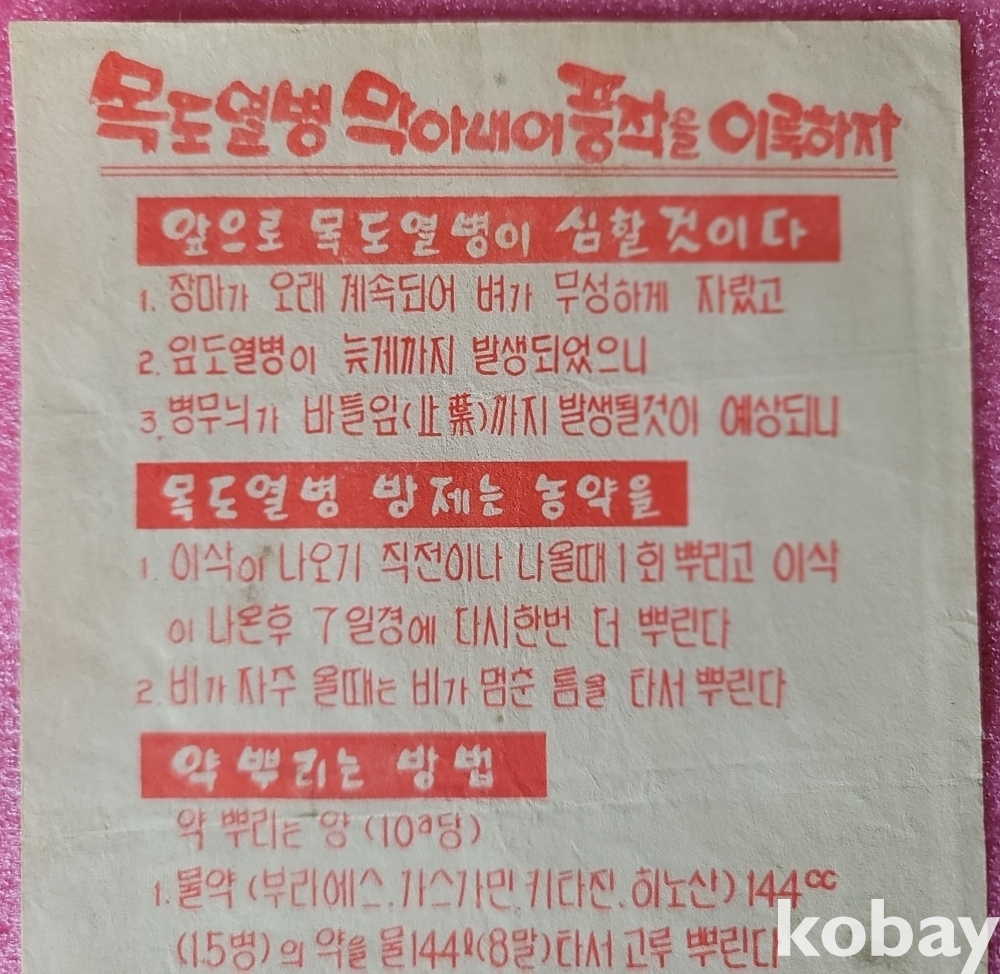 목도열병 막아내어 풍작을 이룩하자
앞으로 목도열병이 심할 것이다
1. 장마가 오래 계속되어 벼가 무성하게 자랐고
2. 잎도열병이 늦게까지 발생되었으니
3. 병무늬가 바틀잎(止葉)까지 발생될것이 예상되니
목도열병 방제는 농약을
1. 이삭이 나오기 직전이나 나올때 1회 뿌리고 이삭
이 나온후 7일경에 다시한번 더 뿌린다
2. 비가 자주 올때는 비가 멈춘 틈을 타서 뿌린다
약 뿌리는 방법
약 뿌리는 양 (10a당)
1. 물약 (부라에스. 가스가민. 키타진. 히노산) 144cc
(1.5병)의 약을 물144ℓ(8말)타서 고루 뿌린다
kobay